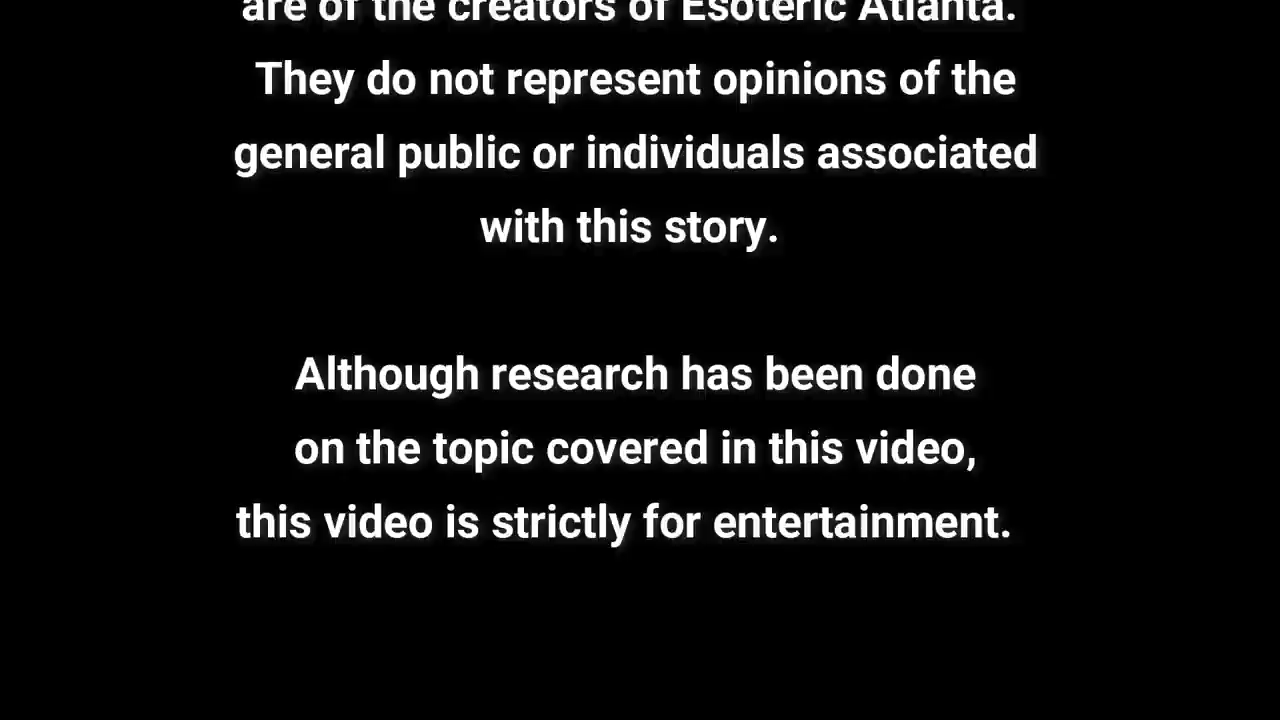 are of the creators of Esoteric Atlanta.
They do not represent opinions of the
general public or individuals associated
with this story.
Although research has been done
on the topic covered in this video,
this video is strictly for entertainment.